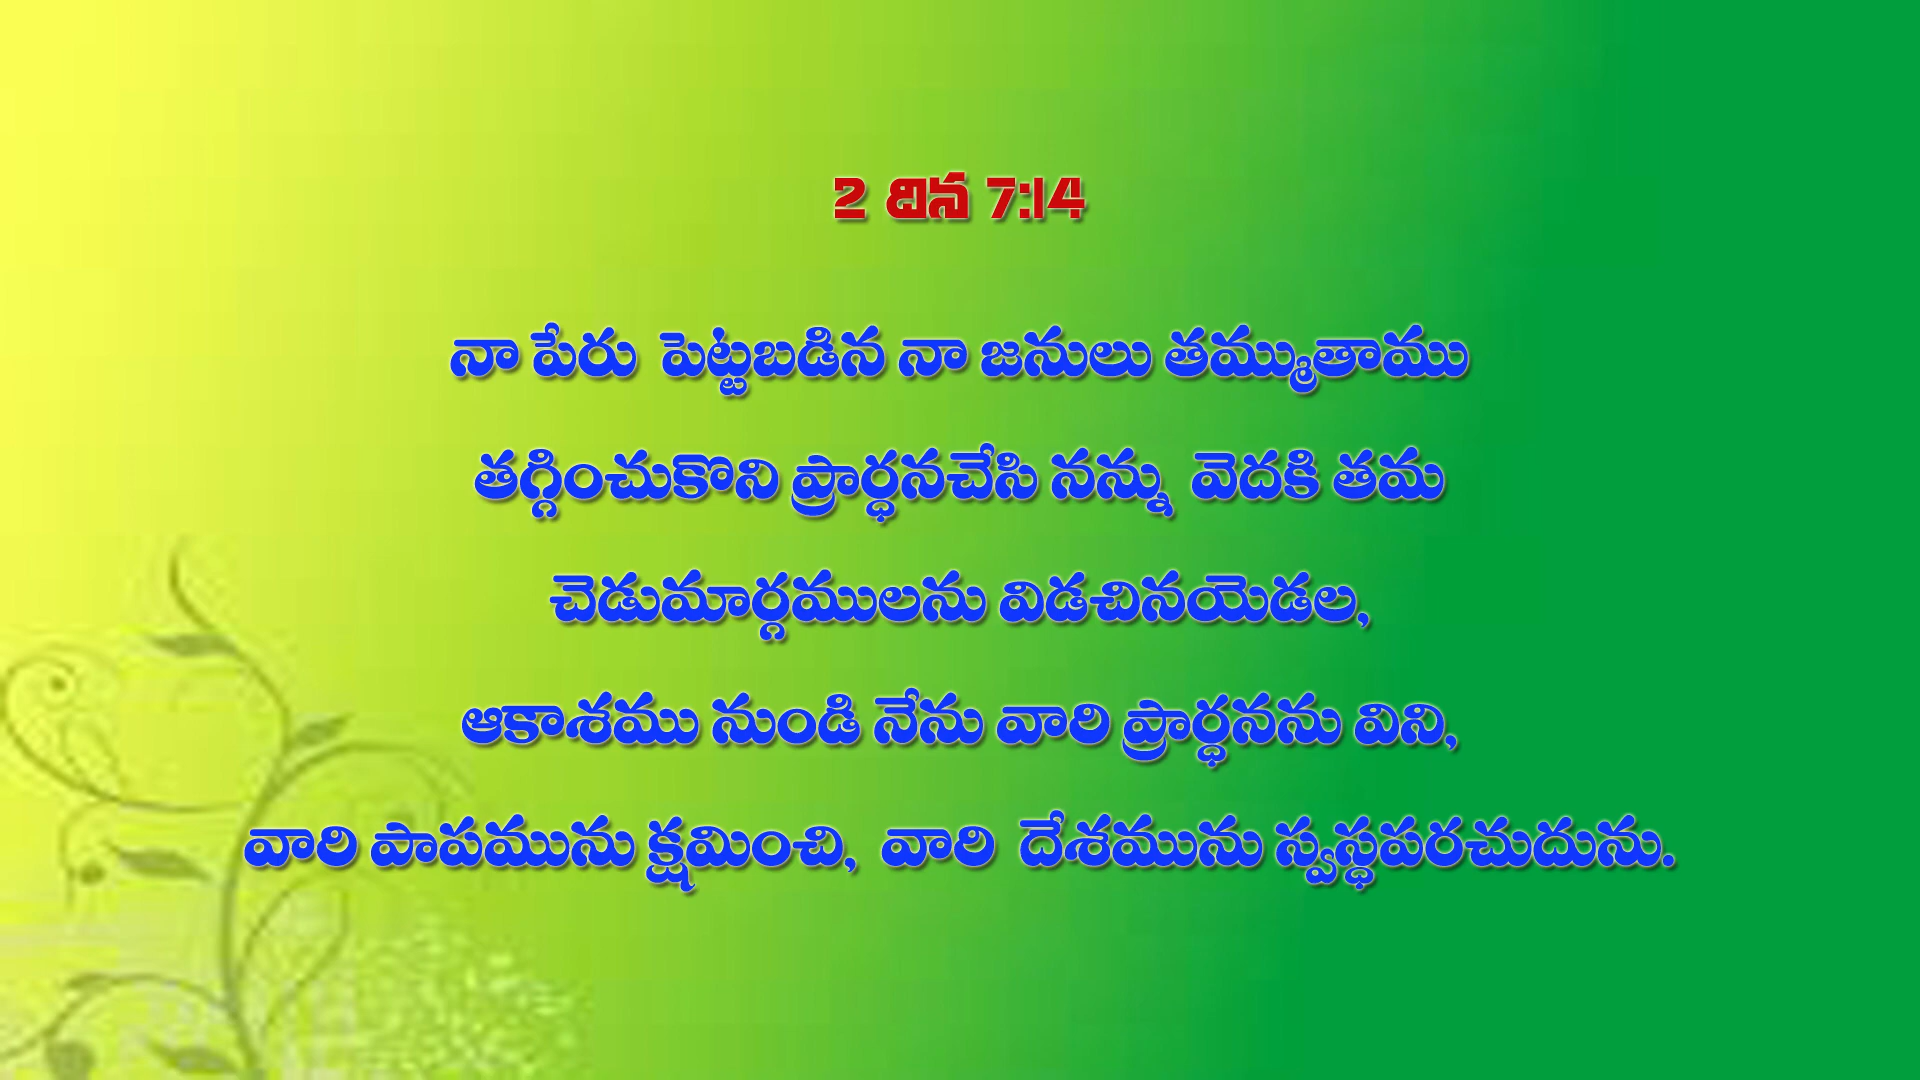 2 దిన 7:14
నా పేరు పెట్టబడిన నా జనులు తమ్ముతాము
తగ్గించుకొని ప్రార్ధనచేసి నన్ను వెదకి తమ
చెడుమార్గములను విడచినయెడల,
ఆకాశము నుండి నేను వారి ప్రార్ధనను విని,
వారి పాపమును క్షమించి, వారి దేశమును స్వస్ధపరచుదును.